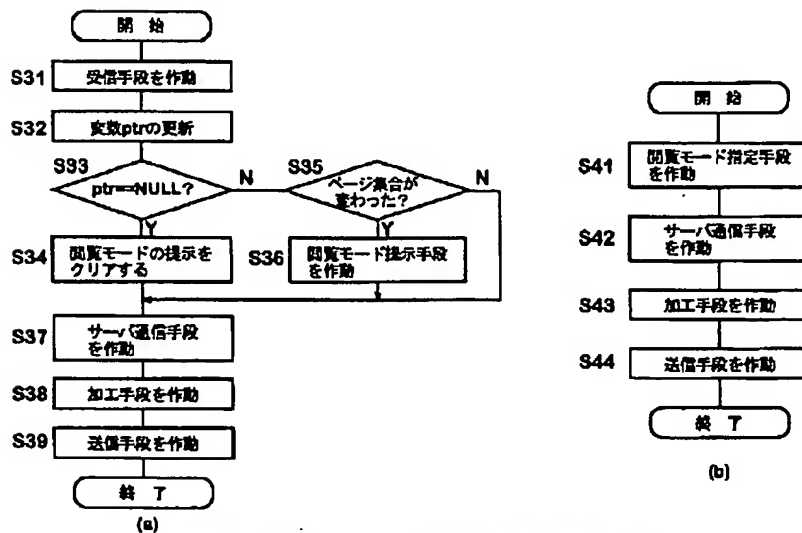 開 始
S31
受信手段を作動
S32
変数ptrの更新
S33
ptr==NULL?
N
Y
S35
ページ集合が
変わった?
N
Y
S34
閲覧モードの提示を
クリアする
S36
閲覧モード提示手段
を作動
S37
サーバ通信手段
を作動
S38
加工手段を作動
S39
送信手段を作動
終 了
(a)
開 始
S41
閲覧モード指定手段
を作動
S42
サーバ通信手段
を作動
S43
加工手段を作動
S44
送信手段を作動
終 了
(b)